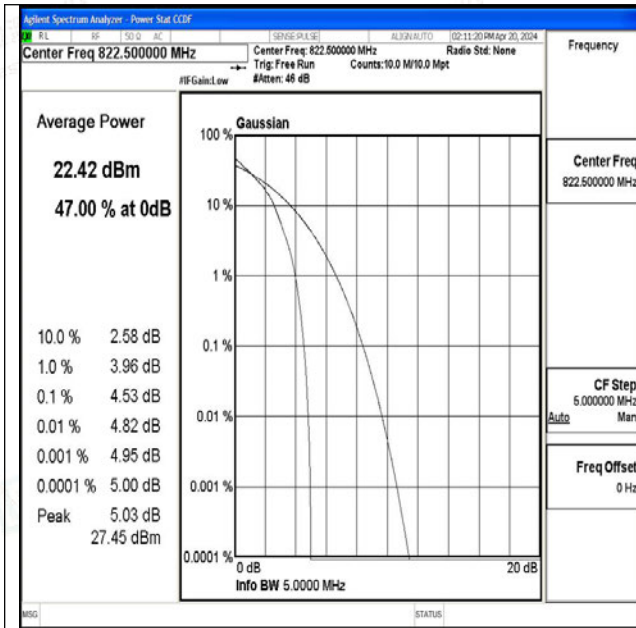 Agilent Spectrum Analyzer - Power Stat CCDF
RL RF 50 Ω AC SENSE:PULSE ALIGN AUTO 02:11:20 PM Apr 20, 2024
Center Freq 822.500000 MHz
Center Freq: 822.500000 MHz Radio Std: None
Trig: Free Run Counts:10.0 M/10.0 Mpt
#IFGain:Low #Atten: 46 dB
Frequency
Center Freq
822.500000 MHz
CF Step
5.000000 MHz
Auto Man
Freq Offset
0 Hz
Average Power
22.42 dBm
47.00 % at 0dB
10.0 % 2.58 dB
1.0 % 3.96 dB
0.1 % 4.53 dB
0.01 % 4.82 dB
0.001 % 4.95 dB
0.0001 % 5.00 dB
Peak 5.03 dB
27.45 dBm
Gaussian
100 %
10 %
1 %
0.1 %
0.01 %
0.001 %
0.0001 %
0 dB 20 dB
Info BW 5.0000 MHz
MSG STATUS